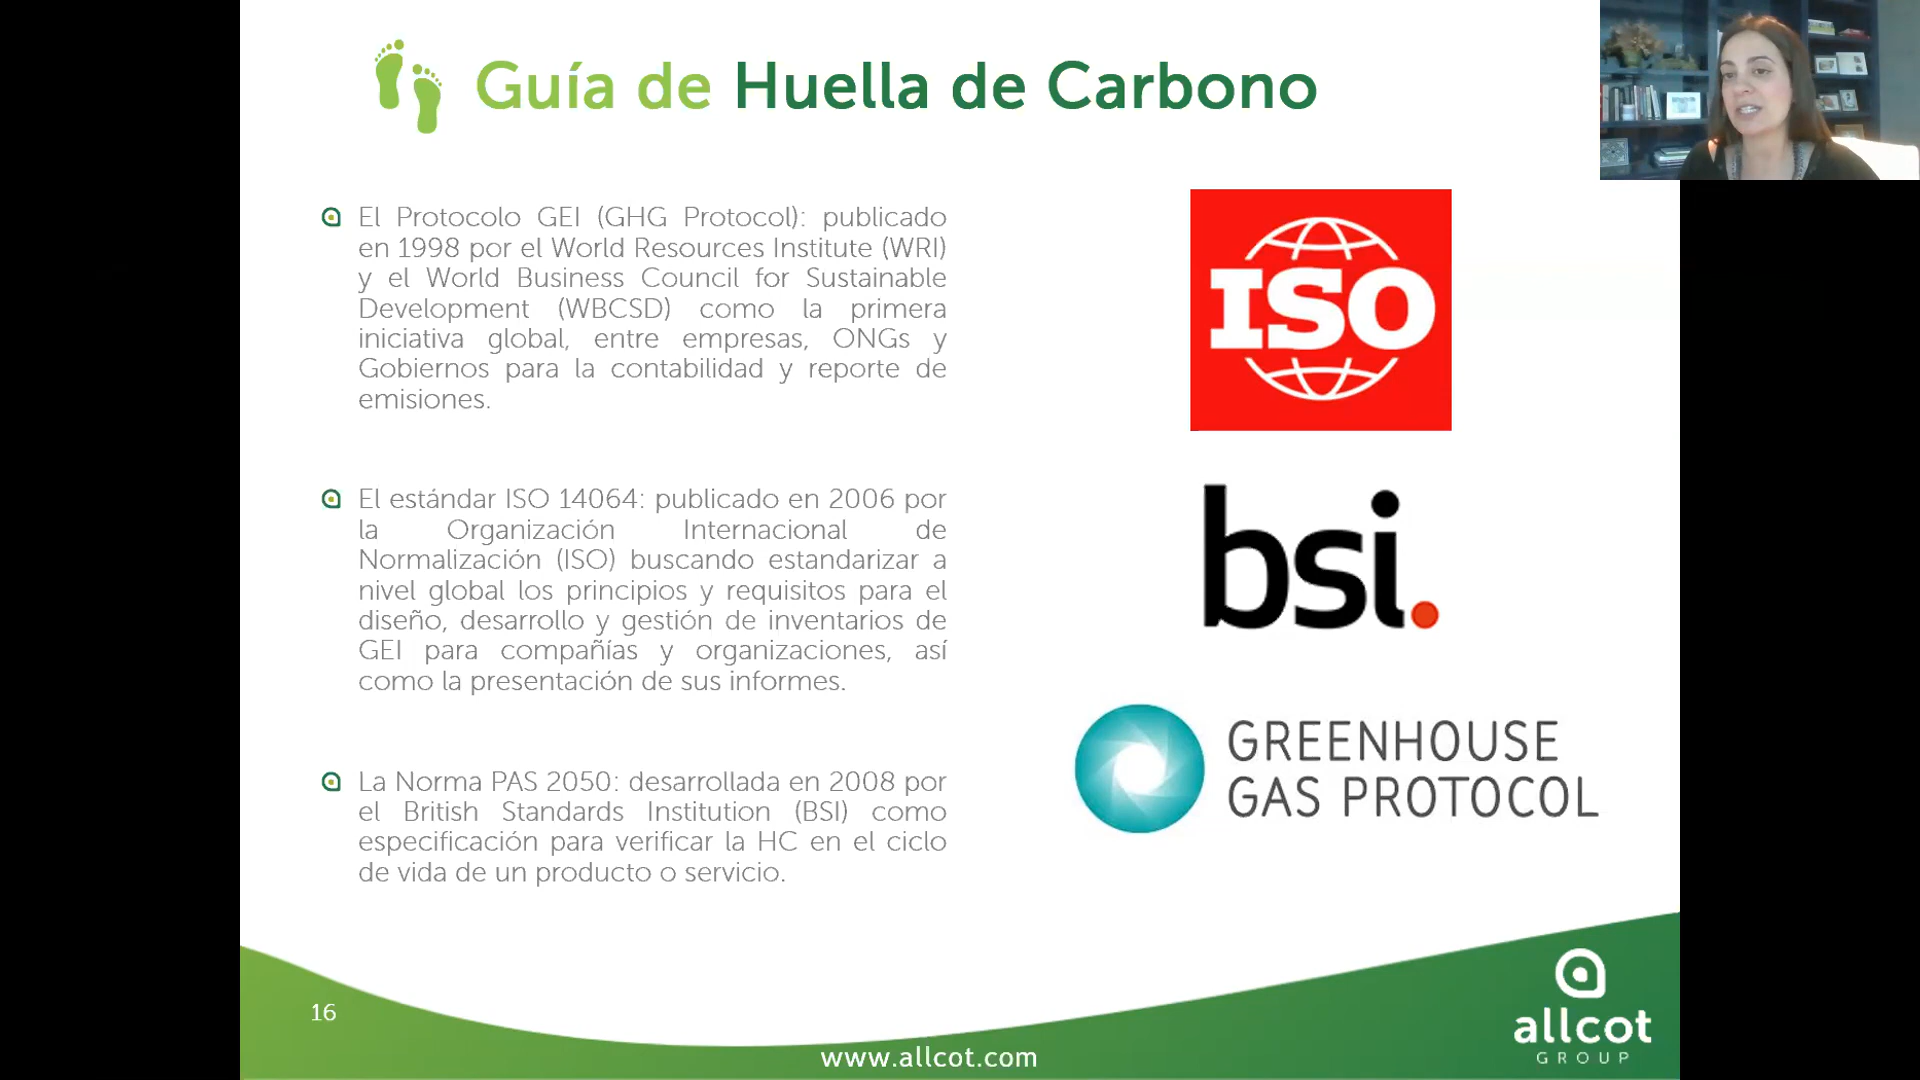 Guía de Huella de Carbono
El Protocolo GEI (GHG Protocol): publicado
en 1998 por el World Resources Institute (WRI)
y el World Business Council for Sustainable
Development (WBCSD) como la primera
iniciativa global, entre empresas, ONGs y
Gobiernos para la contabilidad y reporte de
emisiones.
El estándar ISO 14064: publicado en 2006 por
la Organización Internacional de
Normalización (ISO) buscando estandarizar a
nivel global los principios y requisitos para el
diseño, desarrollo y gestión de inventarios de
GEI para compañías y organizaciones, así
como la presentación de sus informes.
La Norma PAS 2050: desarrollada en 2008 por
el British Standards Institution (BSI) como
especificación para verificar la HC en el ciclo
de vida de un producto o servicio.
ISO
bsi.
GREENHOUSE
GAS PROTOCOL
16
www.allcot.com
allcot
GROUP